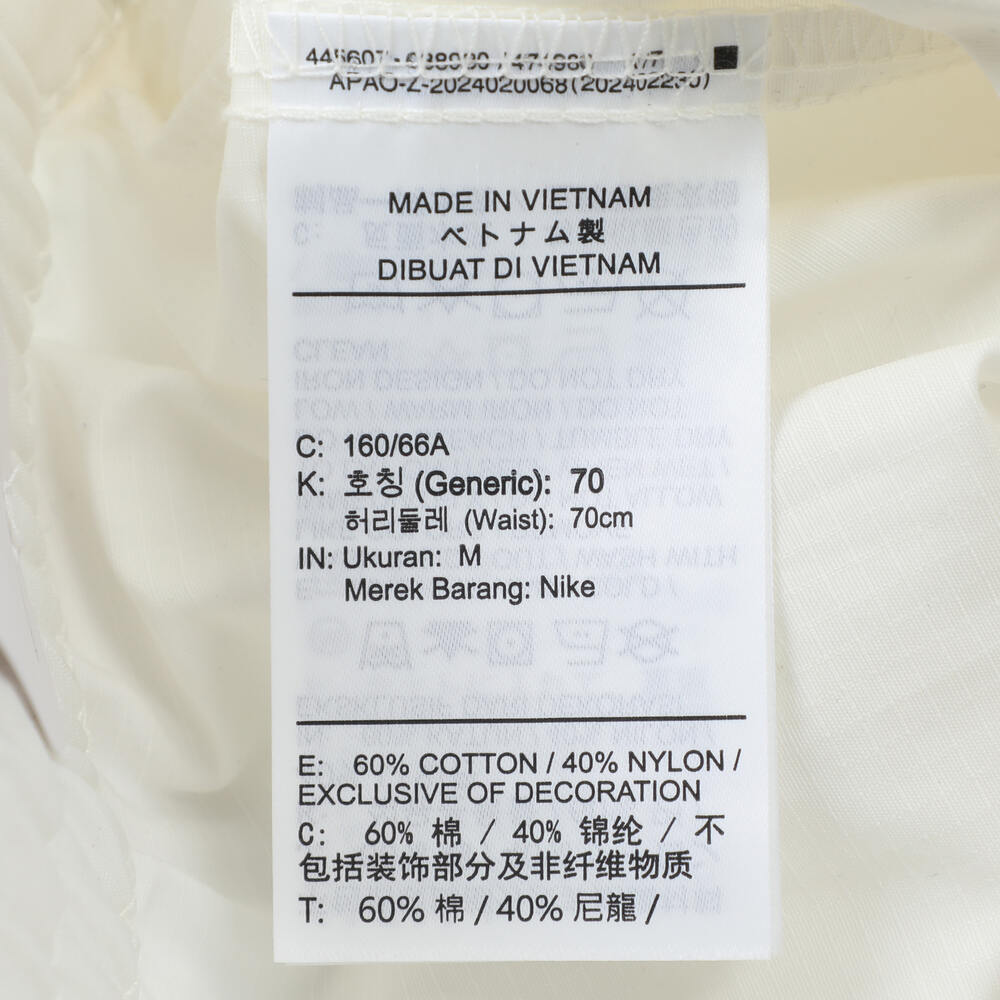 APAO-Z-2024020068(20240223)
MADE IN VIETNAM
ベトナム製
DIBUAT DI VIETNAM
C: 160/66A
K: 호칭 (Generic): 70
허리둘레 (Waist): 70cm
IN: Ukuran: M
Merek Barang: Nike
E: 60% COTTON / 40% NYLON /
EXCLUSIVE OF DECORATION
C: 60% 棉 / 40% 锦纶 / 不
包括装饰部分及非纤维物质
T: 60% 棉 / 40% 尼龍 /